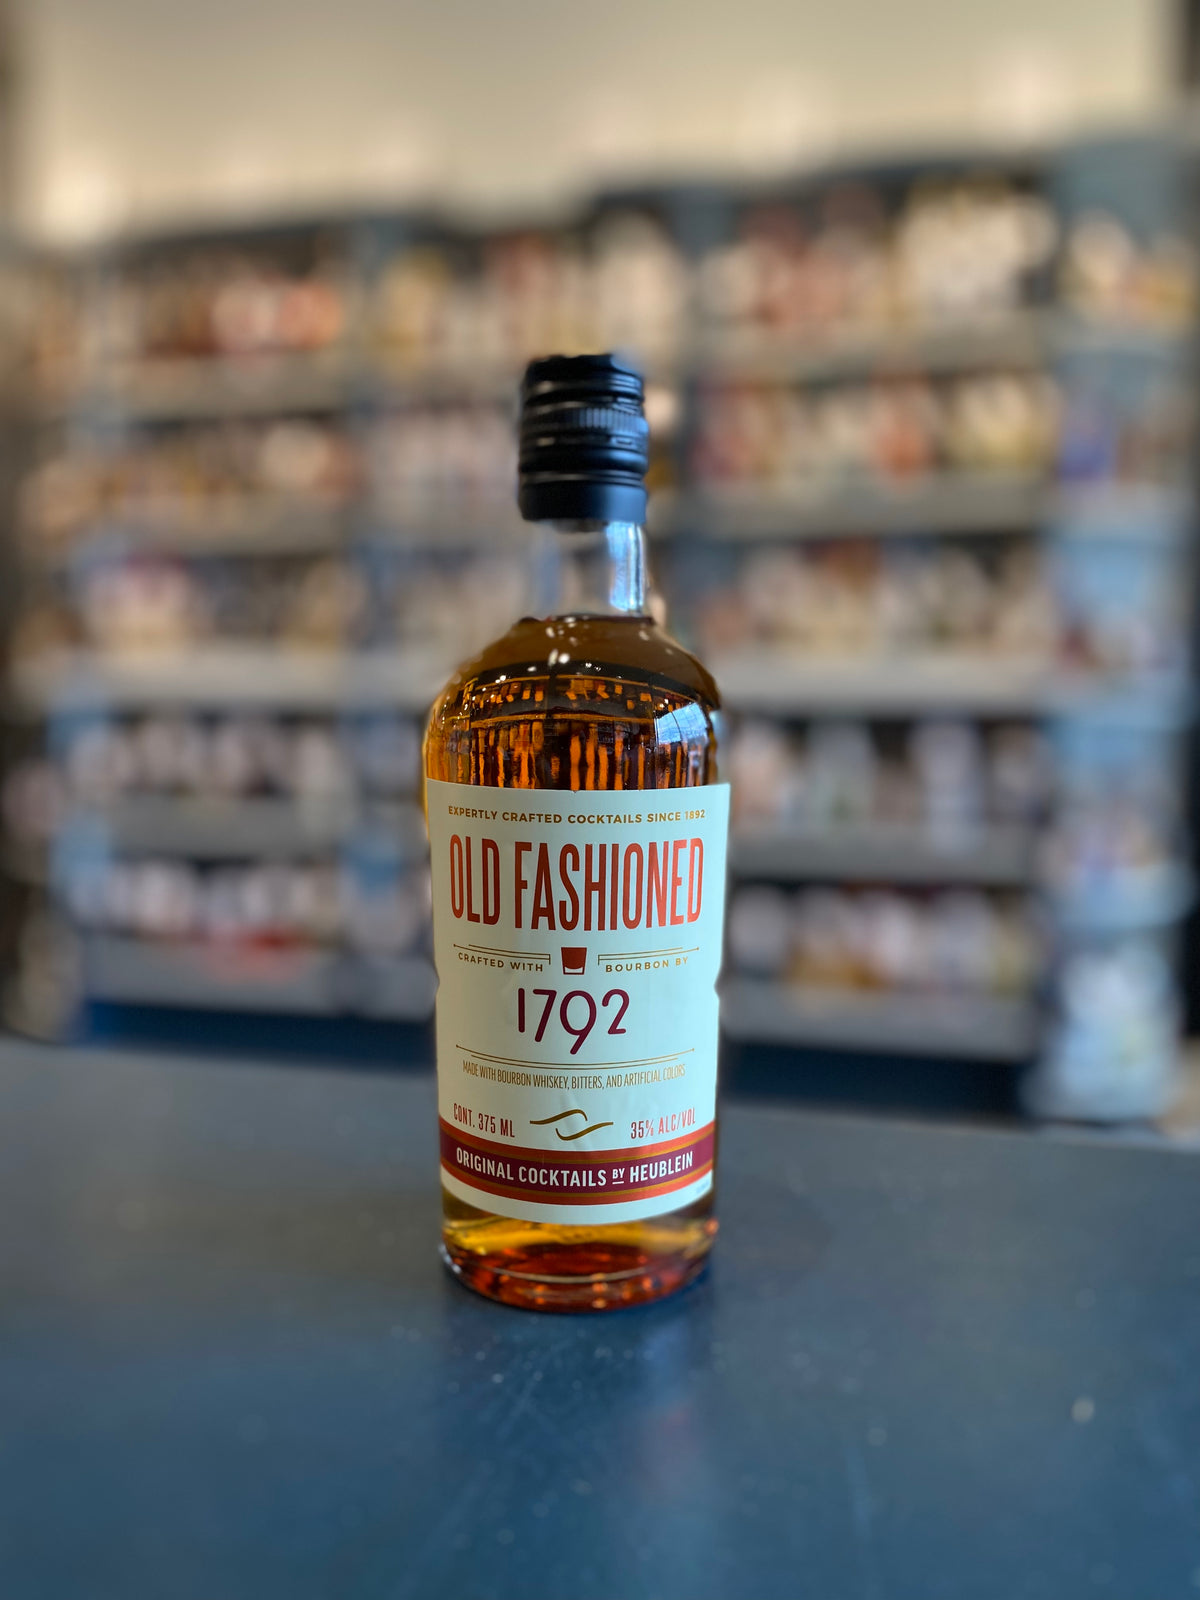 EXPERTLY CRAFTED COCKTAILS SINCE 1892
OLD FASHIONED
CRAFTED WITH BOURBON BY
1792
MADE WITH BOURBON WHISKEY, BITTERS, AND ARTIFICIAL COLORS
CONT. 375 ML 35% ALC/VOL
ORIGINAL COCKTAILS BY HEUBLEIN